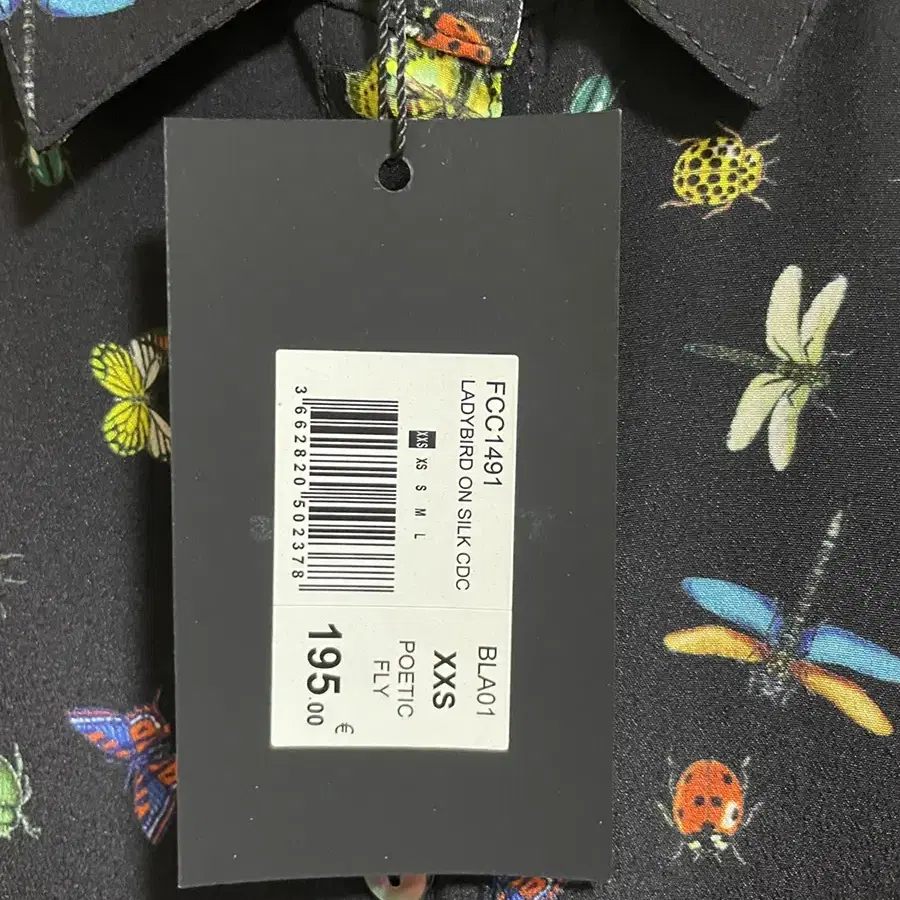 FCC1491
LADYBIRD ON SILK CDC
XXS XS S M L
3 662820 502378
BLA01
XXS
POETIC
FLY
195.00 €